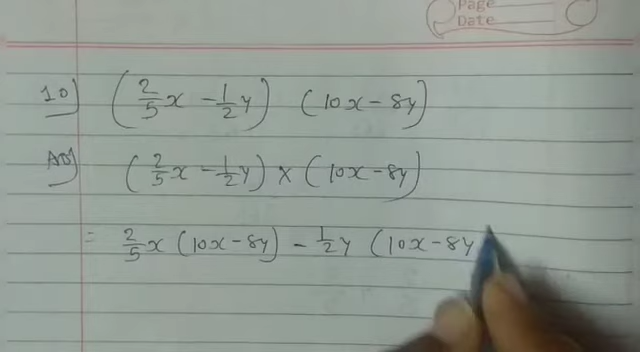 Page
Date
10) (2/5x - 1/2y) (10x - 8y)
Ans) (2/5x - 1/2y) × (10x - 8y)
= 2/5x (10x - 8y) - 1/2y (10x - 8y